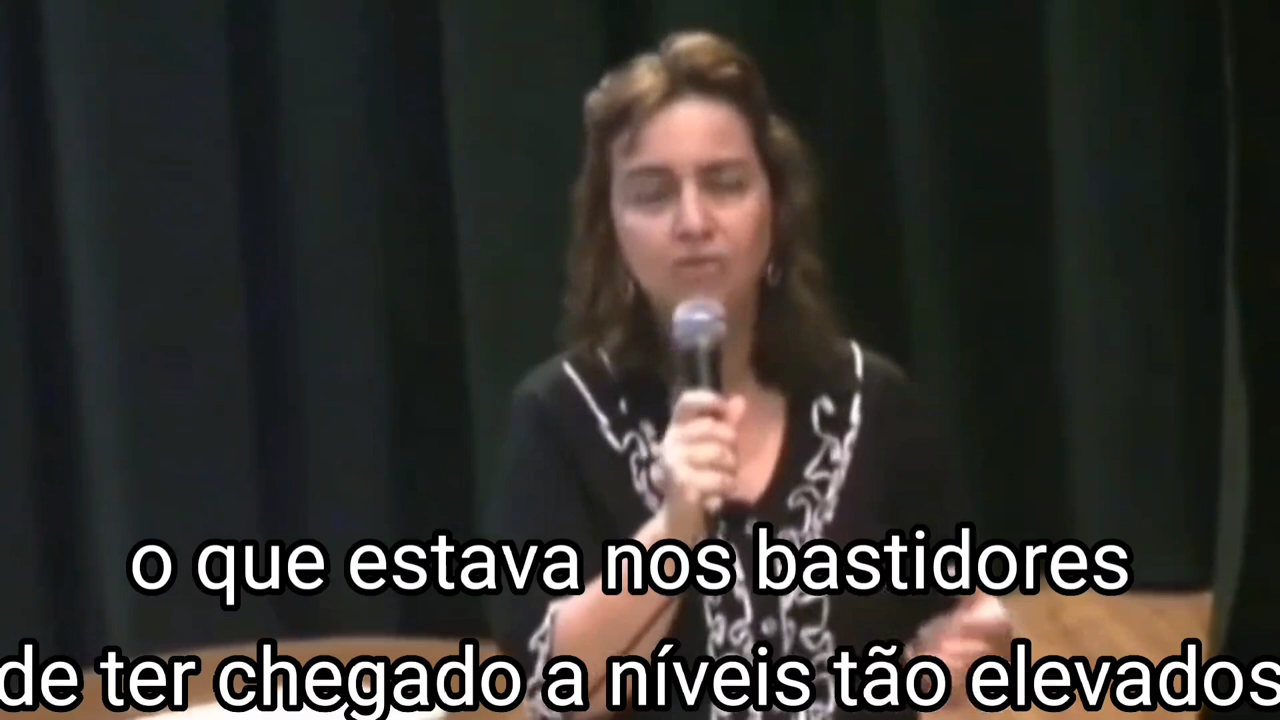 o que estava nos bastidores
de ter chegado a níveis tão elevados